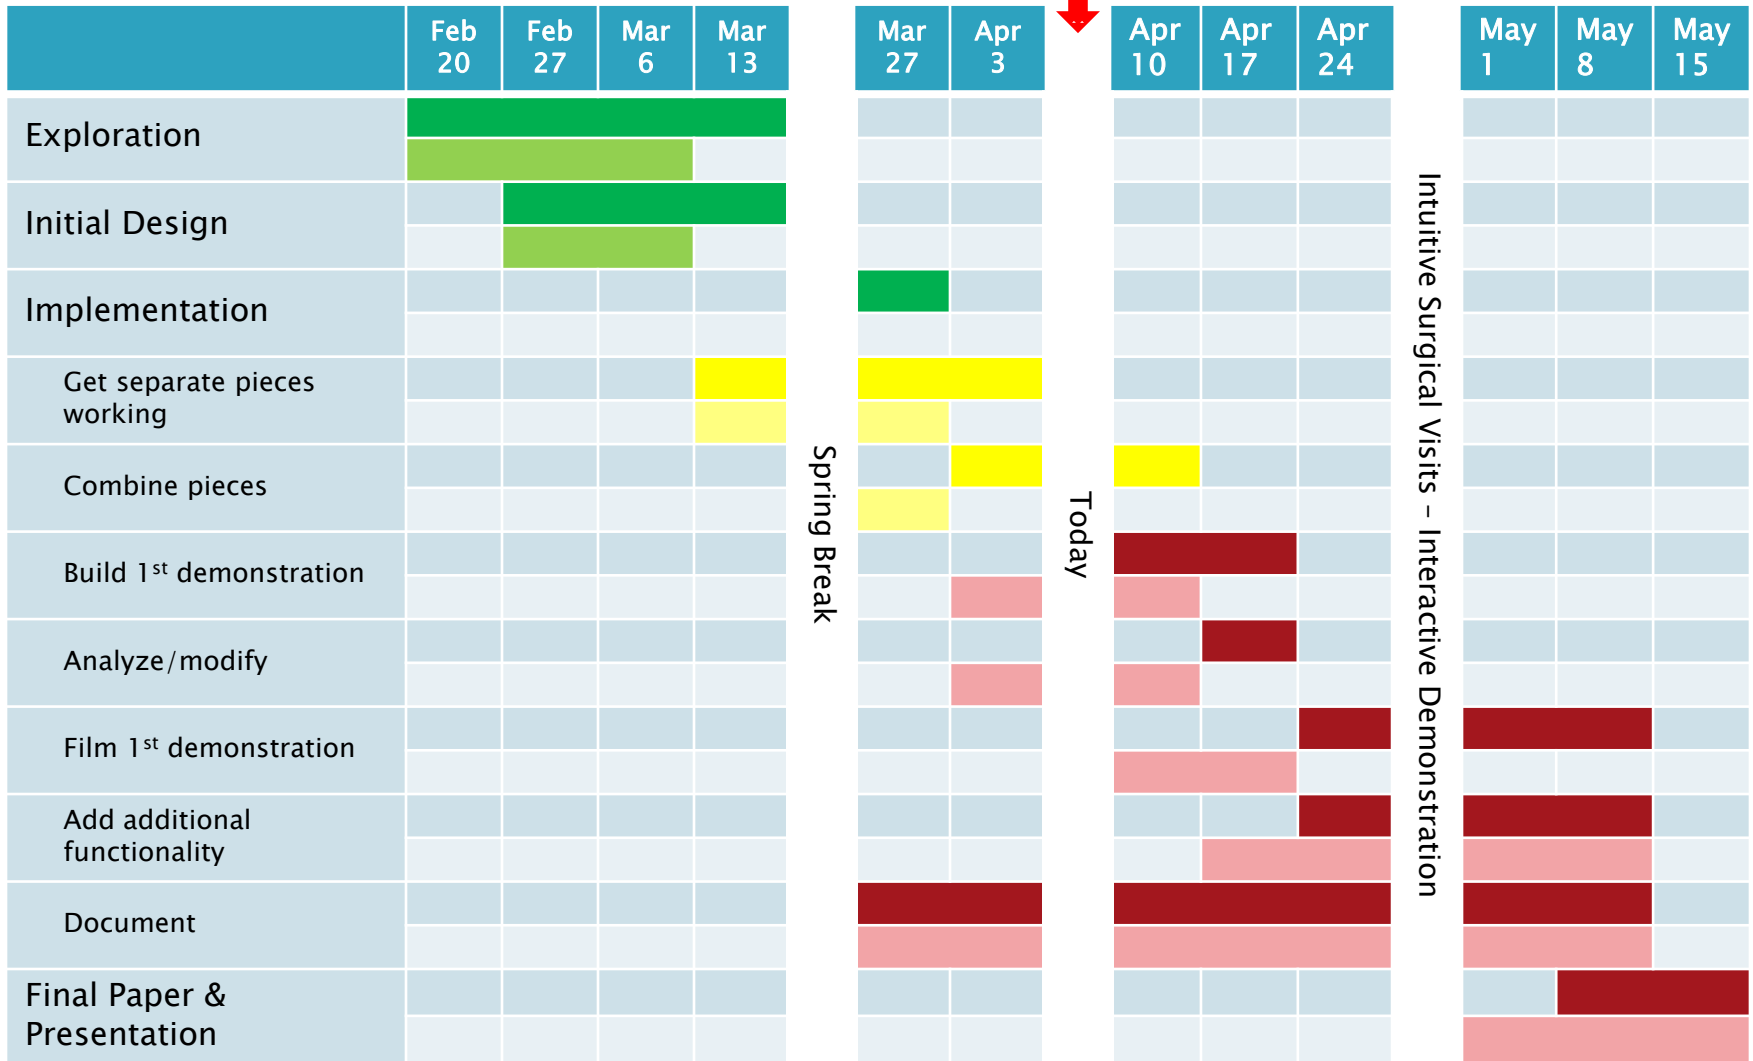 Feb 20
Feb 27
Mar 6
Mar 13
Mar 27
Apr 3
Apr 10
Apr 17
Apr 24
May 1
May 8
May 15
Exploration
Initial Design
Implementation
Get separate pieces
working
Combine pieces
Build 1st demonstration
Analyze/modify
Film 1st demonstration
Add additional
functionality
Document
Final Paper &
Presentation
Spring Break
Today
Intuitive Surgical Visits – Interactive Demonstration